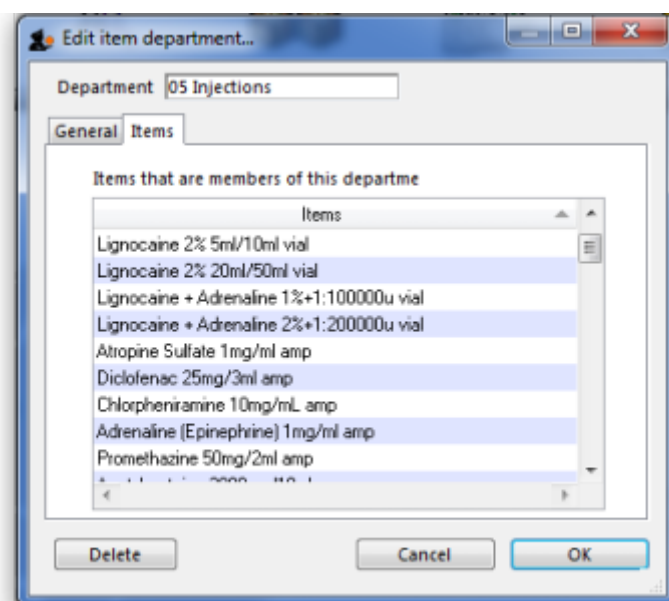 Edit item department...
Department 05 Injections
General Items
Items that are members of this departme
Items
Lignocaine 2% 5ml/10ml vial
Lignocaine 2% 20ml/50ml vial
Lignocaine + Adrenaline 1%+1:100000u vial
Lignocaine + Adrenaline 2%+1:200000u vial
Atropine Sulfate 1mg/ml amp
Diclofenac 25mg/3ml amp
Chlorpheniramine 10mg/mL amp
Adrenaline (Epinephrine) 1mg/ml amp
Promethazine 50mg/2ml amp
Delete Cancel OK